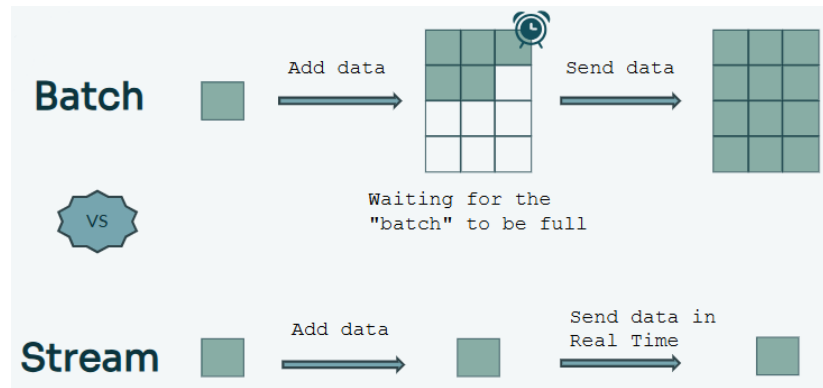 Batch
Add data
Send data
Waiting for the
"batch" to be full
VS
Stream
Add data
Send data in
Real Time